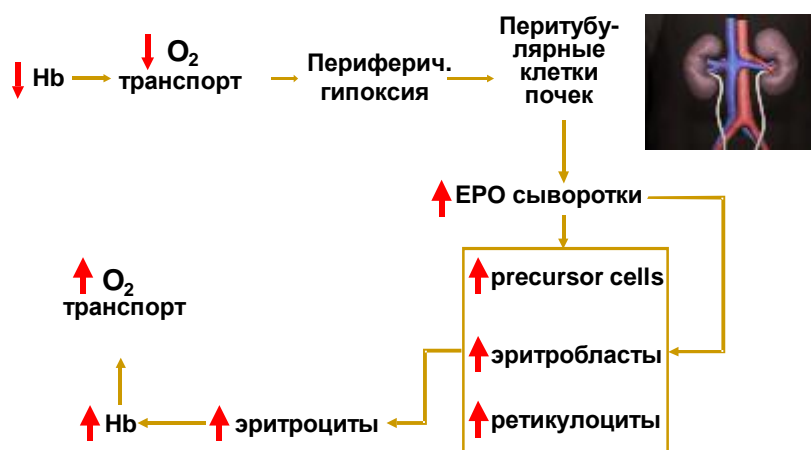 Hb
O2
транспорт
Периферич.
гипоксия
Перитубу-
лярные
клетки
почек
EPO сыворотки
precursor cells
эритробласты
ретикулоциты
эритроциты
Hb
O2
транспорт